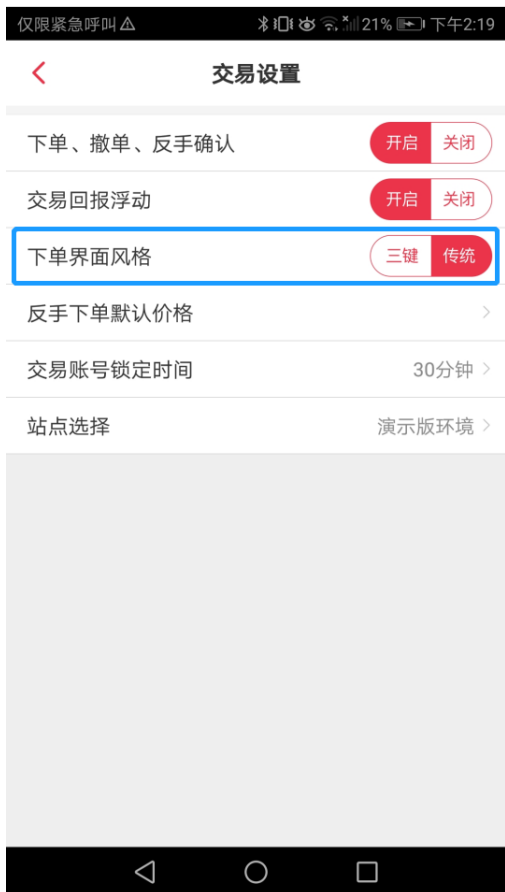 仅限紧急呼叫 21% 下午2:19
交易设置
下单、撤单、反手确认 开启 关闭
交易回报浮动 开启 关闭
下单界面风格 三键 传统
反手下单默认价格
交易账号锁定时间 30分钟
站点选择 演示版环境